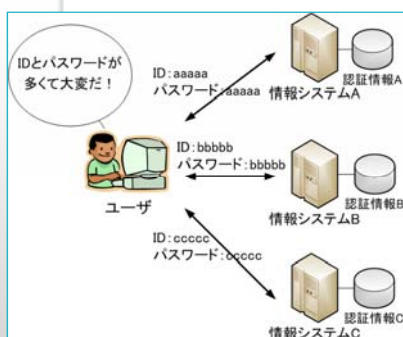 IDとパスワードが
多くて大変だ！
ID：aaaaa
パスワード：aaaaa
認証情報A
情報システムA
ID：bbbbb
パスワード：bbbbb
ユーザ
認証情報B
情報システムB
ID：ccccc
パスワード：ccccc
認証情報C
情報システムC